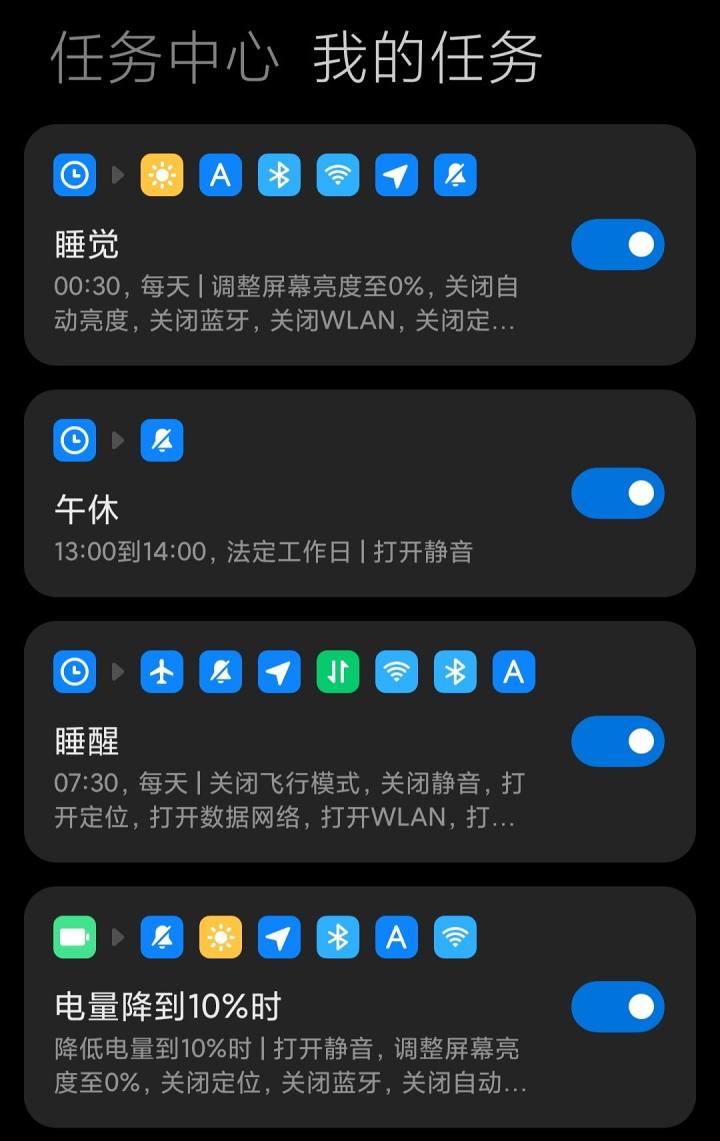 任务中心 我的任务
睡觉
00:30, 每天 | 调整屏幕亮度至0%, 关闭自
动亮度, 关闭蓝牙, 关闭WLAN, 关闭定...
午休
13:00到14:00, 法定工作日 | 打开静音
睡醒
07:30, 每天 | 关闭飞行模式, 关闭静音, 打
开定位, 打开数据网络, 打开WLAN, 打...
电量降到10%时
降低电量到10%时 | 打开静音, 调整屏幕亮
度至0%, 关闭定位, 关闭蓝牙, 关闭自动...